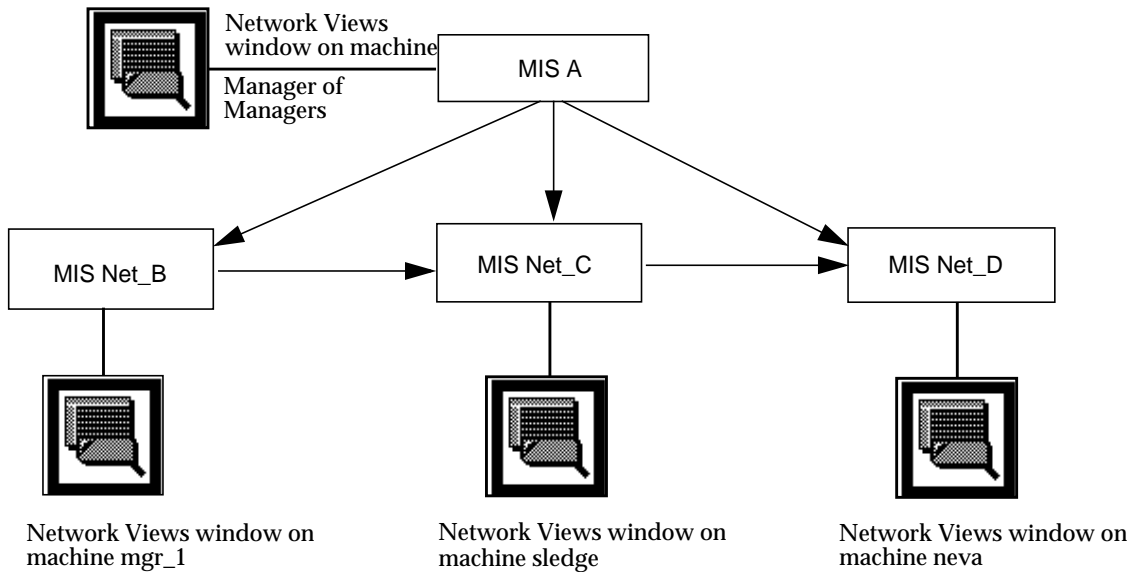 Network Views
window on machine
Manager of
Managers
MIS A
MIS Net_B
MIS Net_C
MIS Net_D
Network Views window on
machine mgr_1
Network Views window on
machine sledge
Network Views window on
machine neva